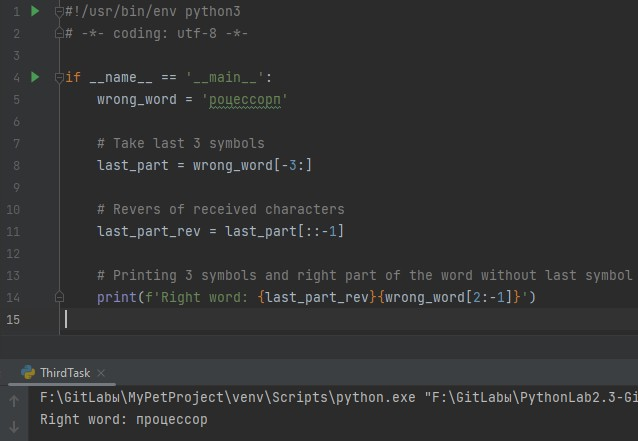 1 #!/usr/bin/env python3
2 # -*- coding: utf-8 -*-
3
4 if __name__ == '__main__':
5 wrong_word = 'роцессорп'
6
7 # Take last 3 symbols
8 last_part = wrong_word[-3:]
9
10 # Revers of received characters
11 last_part_rev = last_part[::-1]
12
13 # Printing 3 symbols and right part of the word without last symbol
14 print(f'Right word: {last_part_rev}{wrong_word[2:-1]}')
15
ThirdTask
F:\GitLabы\MyPetProject\venv\Scripts\python.exe "F:\GitLabы\PythonLab2.3-Gi
Right word: процессор